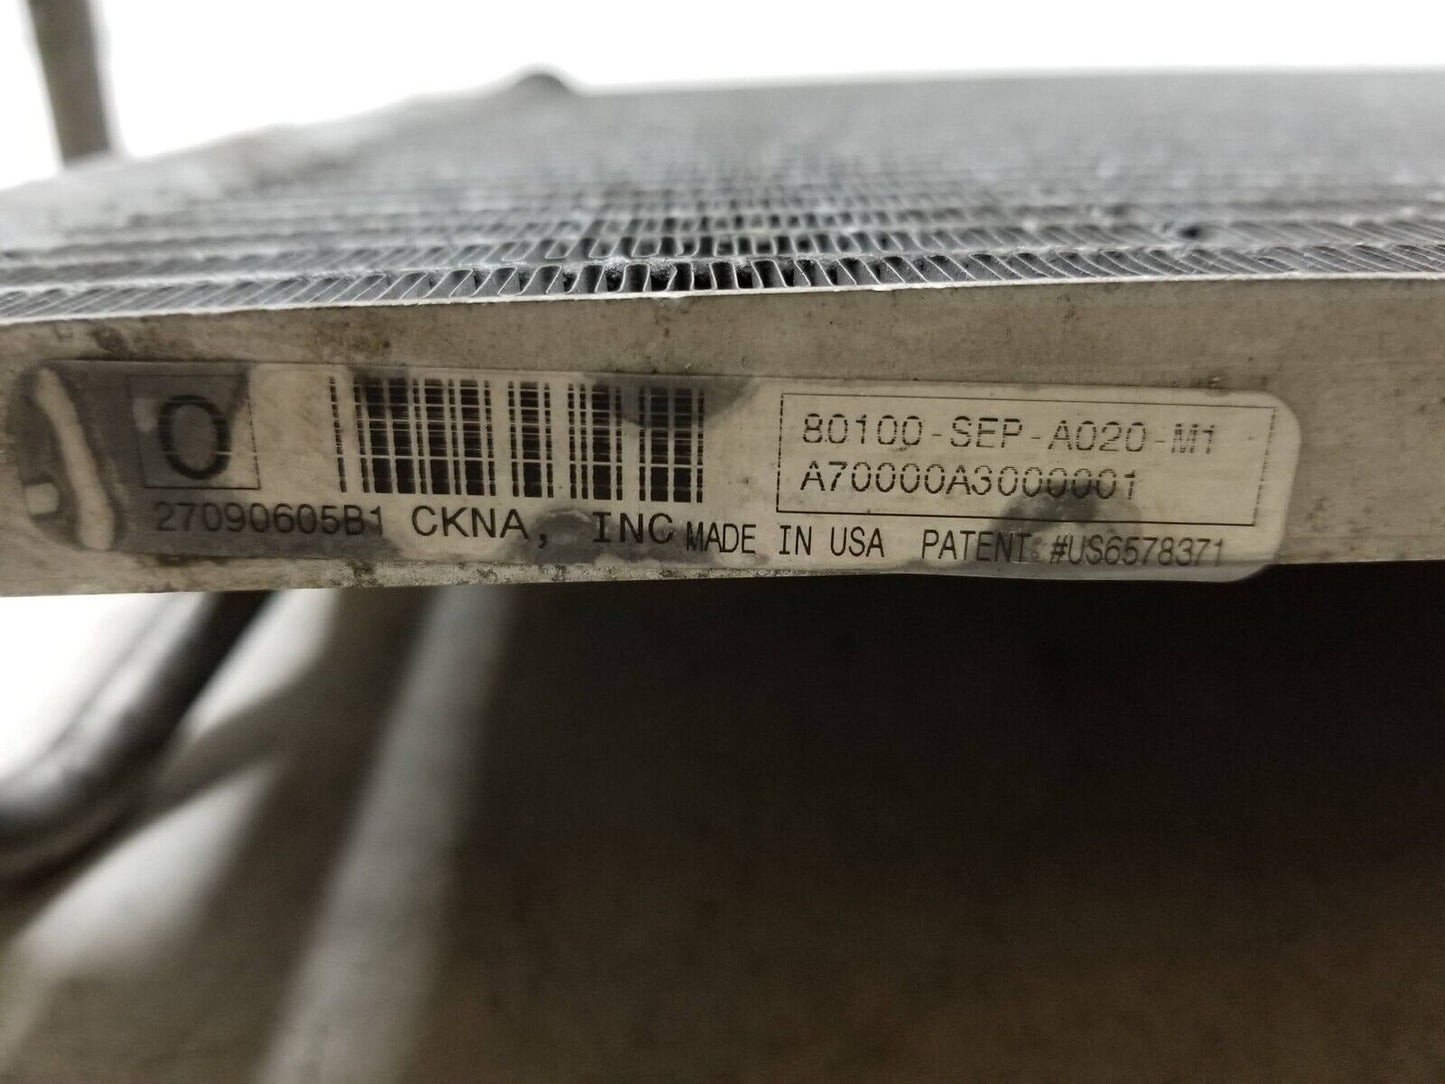 O
80100-SEP-A020-M1
A70000A3000001
27090605B1 CKNA, INC MADE IN USA PATENT: #US6578371